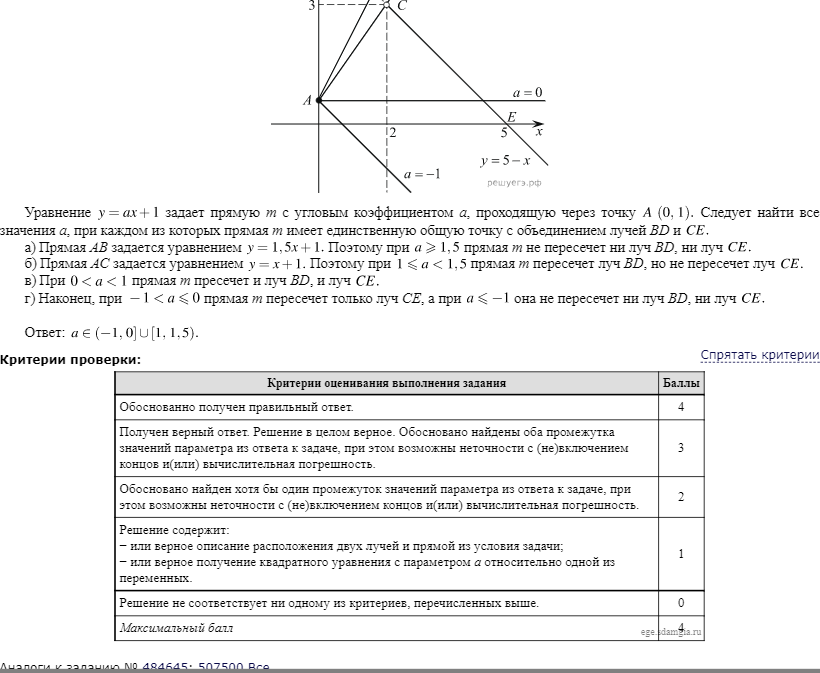 3
C
A
a = 0
E
2
5
x
a = −1
y = 5 − x
решуегэ.рф
Уравнение y = ax + 1 задает прямую m с угловым коэффициентом a, проходящую через точку A (0, 1). Следует найти все
значения a, при каждом из которых прямая m имеет единственную общую точку с объединением лучей BD и CE.
а) Прямая AB задается уравнением y = 1,5x + 1. Поэтому при a ⩾ 1,5 прямая m не пересечет ни луч BD, ни луч CE.
б) Прямая AC задается уравнением y = x + 1. Поэтому при 1 ⩽ a < 1,5 прямая m пересечет луч BD, но не пересечет луч CE.
в) При 0 < a < 1 прямая m пресечет и луч BD, и луч CE.
г) Наконец, при −1 < a ⩽ 0 прямая m пересечет только луч CE, а при a ⩽ −1 она не пересечет ни луч BD, ни луч CE.
Ответ: a ∈ (−1, 0] ∪ [1, 1,5).
Критерии проверки:
Спрятать критерии
Критерии оценивания выполнения задания Баллы
Обоснованно получен правильный ответ. 4
Получен верный ответ. Решение в целом верное. Обосновано найдены оба промежутка
значений параметра из ответа к задаче, при этом возможны неточности с (не)включением
концов и(или) вычислительная погрешность.
3
Обосновано найден хотя бы один промежуток значений параметра из ответа к задаче, при
этом возможны неточности с (не)включением концов и(или) вычислительная погрешность.
2
Решение содержит:
− или верное описание расположения двух лучей и прямой из условия задачи;
− или верное получение квадратного уравнения с параметром a относительно одной из
переменных.
1
Решение не соответствует ни одному из критериев, перечисленных выше. 0
Максимальный балл 4
ege.sdamgia.ru
Аналоги к заданию № 484645: 507500 Все